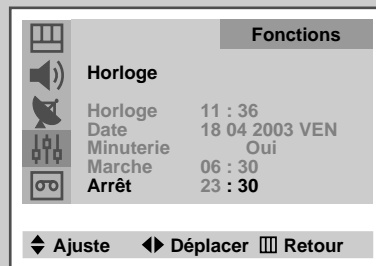 Fonctions
Horloge
Horloge 11 : 36
Date 18 04 2003 VEN
Minuterie Oui
Marche 06 : 30
Arrêt 23 : 30
Ajuste Déplacer Retour